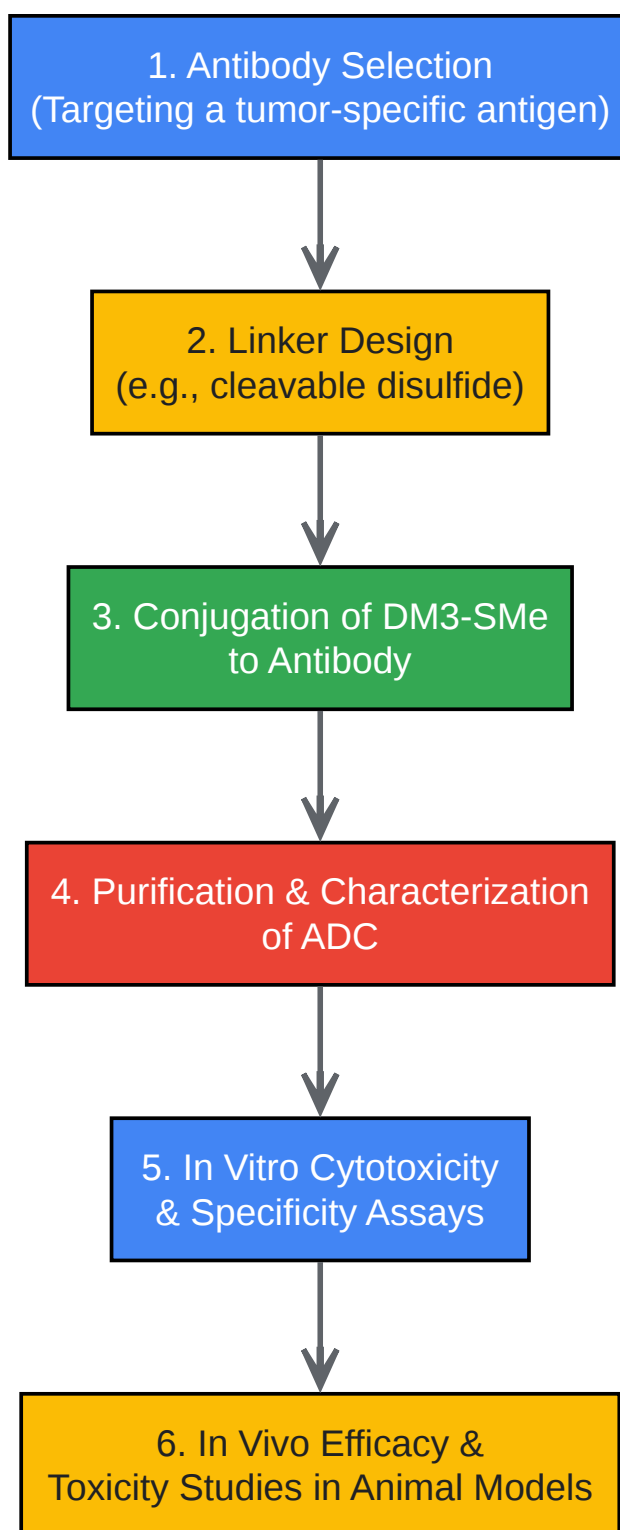 1. Antibody Selection
(Targeting a tumor-specific antigen)
2. Linker Design
(e.g., cleavable disulfide)
3. Conjugation of DM3-SMe
to Antibody
4. Purification & Characterization
of ADC
5. In Vitro Cytotoxicity
& Specificity Assays
6. In Vivo Efficacy &
Toxicity Studies in Animal Models